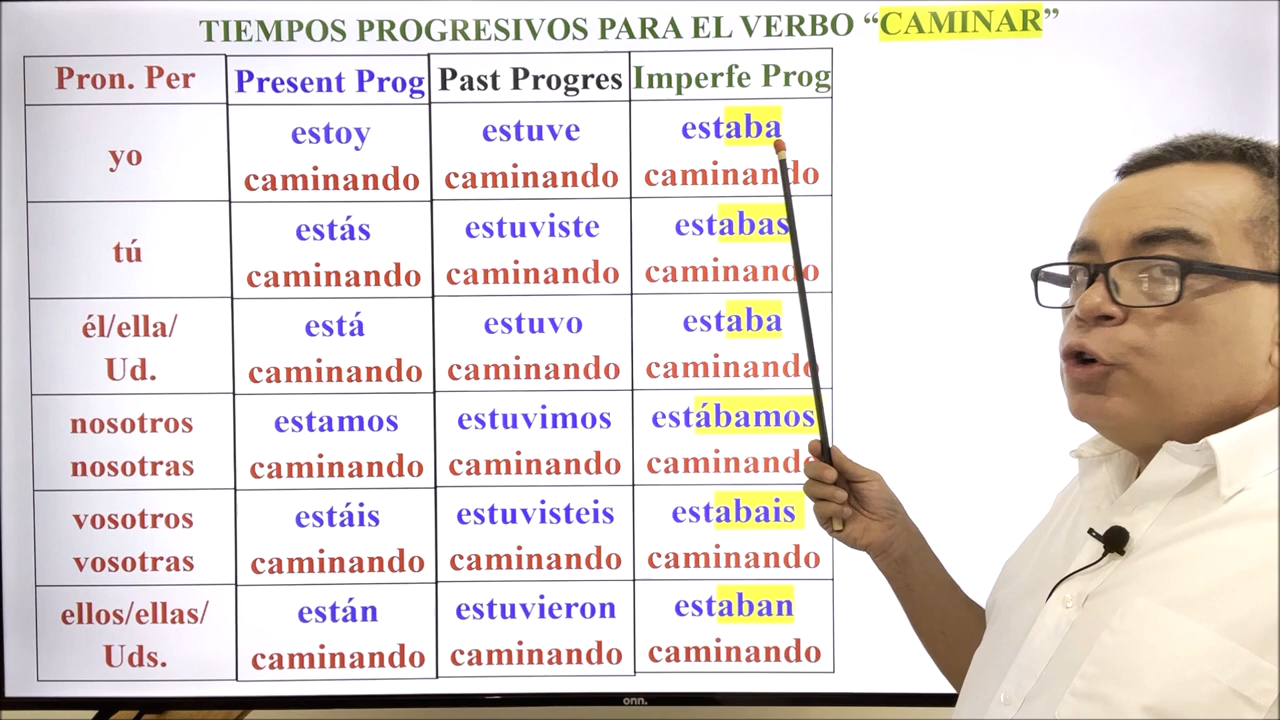 TIEMPOS PROGRESIVOS PARA EL VERBO “CAMINAR”
Pron. Per Present Prog Past Progres Imperfe Prog
yo
estoy estuve estaba
caminando caminando caminando
tú
estás estuviste estabas
caminando caminando caminando
él/ella/
Ud.
está estuvo estaba
caminando caminando caminando
nosotros
nosotras
estamos estuvimos estábamos
caminando caminando caminando
vosotros
vosotras
estáis estuvisteis estabais
caminando caminando caminando
ellos/ellas/
Uds.
están estuvieron estaban
caminando caminando caminando
onn.